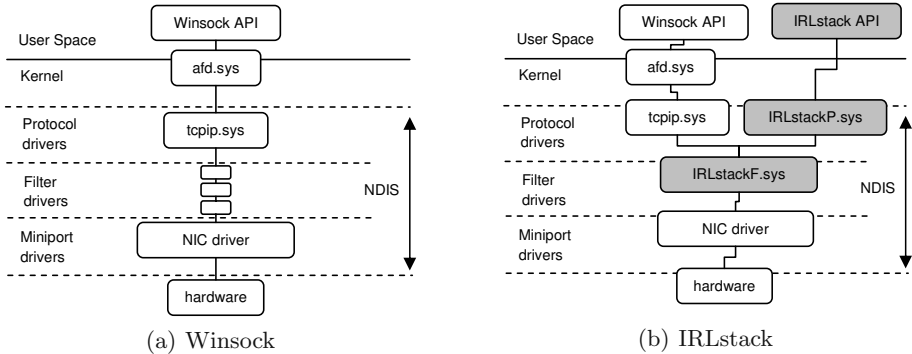 Winsock API
User Space
afd.sys
Kernel
tcpip.sys
Protocol
drivers
Filter
drivers
NDIS
NIC driver
Miniport
drivers
hardware
(a) Winsock
Winsock API
IRLstack API
User Space
afd.sys
Kernel
tcpip.sys
IRLstackP.sys
Protocol
drivers
IRLstackF.sys
Filter
drivers
NDIS
NIC driver
Miniport
drivers
hardware
(b) IRLstack